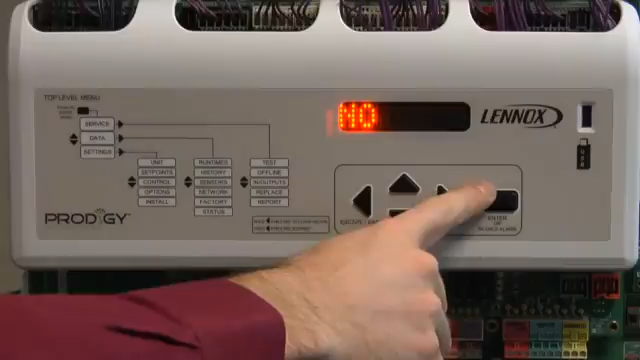 TOP LEVEL MENU
SERVICE
DATA
SETTINGS
UNIT
SETPOINTS
CONTROL
OPTIONS
INSTALL
RUNTIMES
HISTORY
SENSORS
NETWORK
FACTORY
STATUS
TEST
OFFLINE
IN/OUTPUTS
REPLACE
REPORT
PRODIGY
NO
LENNOX
USB
ENTER